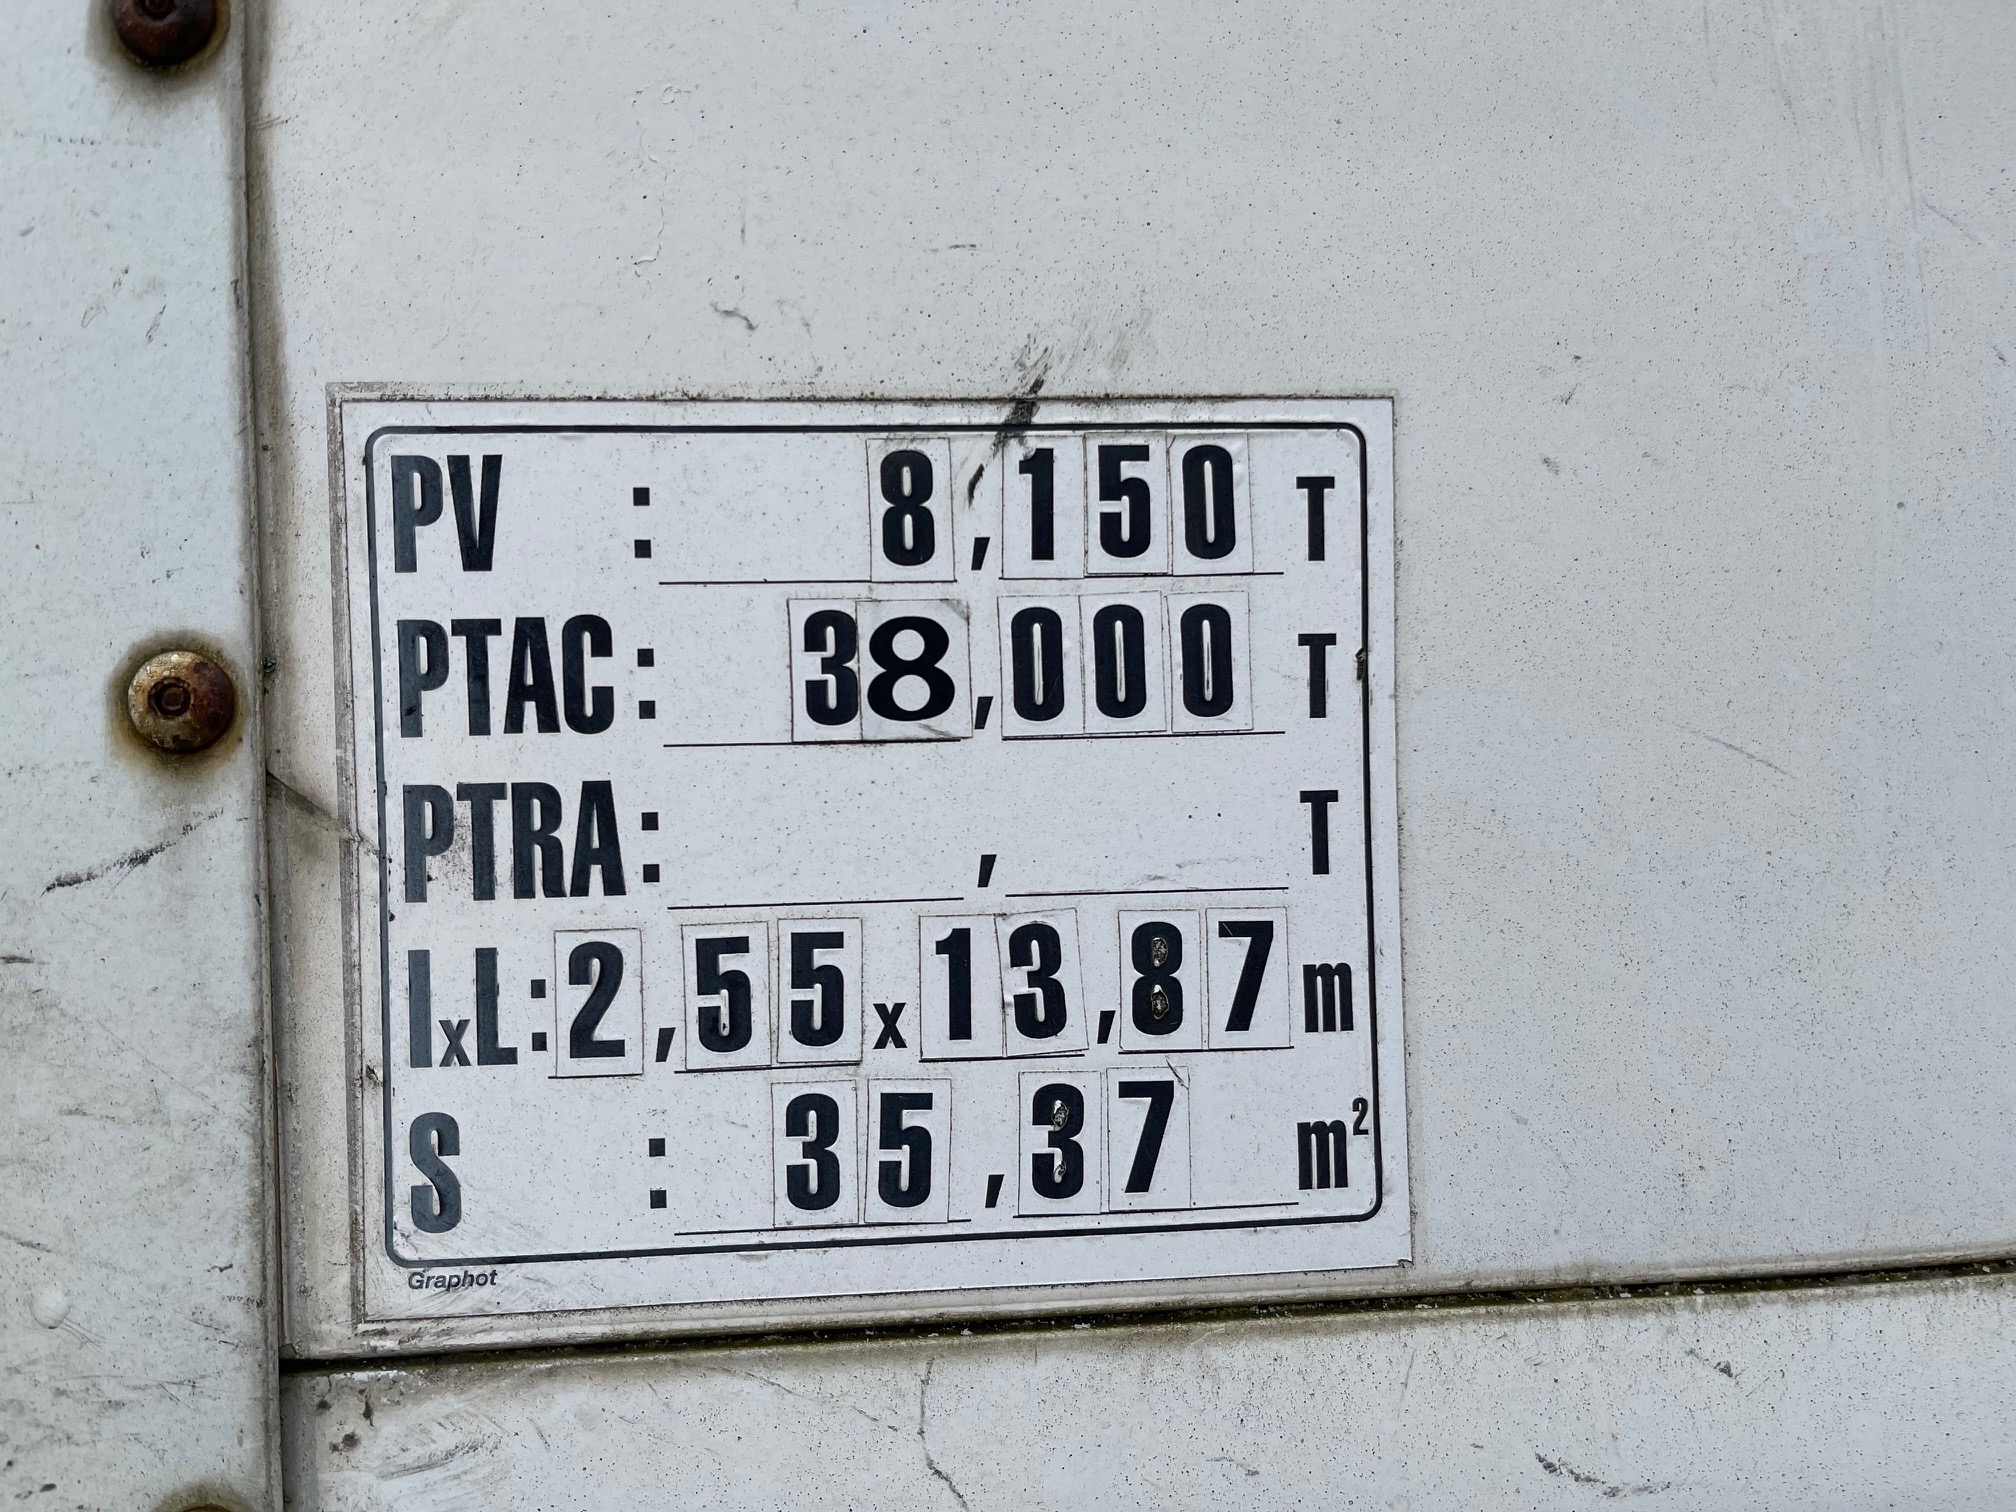 PV : 8,150 T
PTAC : 38,000 T
PTRA : , T
lxL : 2,55 x 13,87 m
S : 35,37 m²
Graphot